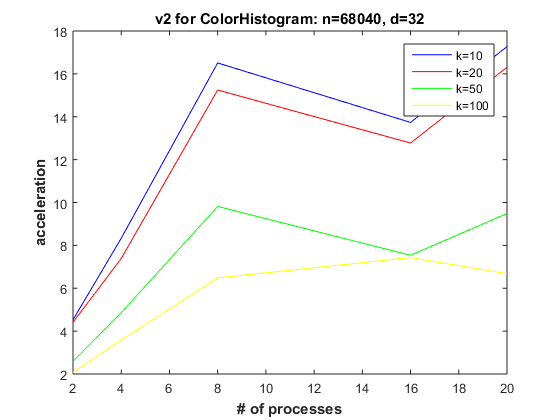 v2 for ColorHistogram: n=68040, d=32
18
16
14
12
10
8
6
4
2
acceleration
k=10
k=20
k=50
k=100
2 4 6 8 10 12 14 16 18 20
# of processes